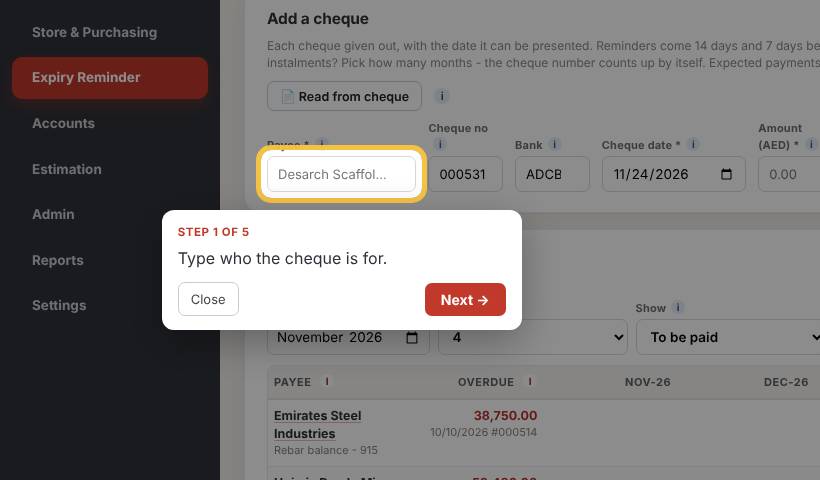 Store & Purchasing
Expiry Reminder
Accounts
Estimation
Admin
Reports
Settings
Add a cheque
Each cheque given out, with the date it can be presented. Reminders come 14 days and 7 days be
instalments? Pick how many months - the cheque number counts up by itself. Expected payments
📄 Read from cheque i
Payee * i
Cheque no i
Bank i
Cheque date * i
Amount (AED) * i
Desarch Scaffol...
000531
ADCB
11/24/2026
0.00
STEP 1 OF 5
Type who the cheque is for.
Close
Next →
Show i
November 2026
4
To be paid
PAYEE i
OVERDUE i
NOV-26
DEC-26
Emirates Steel
Industries
Rebar balance - 915
38,750.00
10/10/2026 #000514